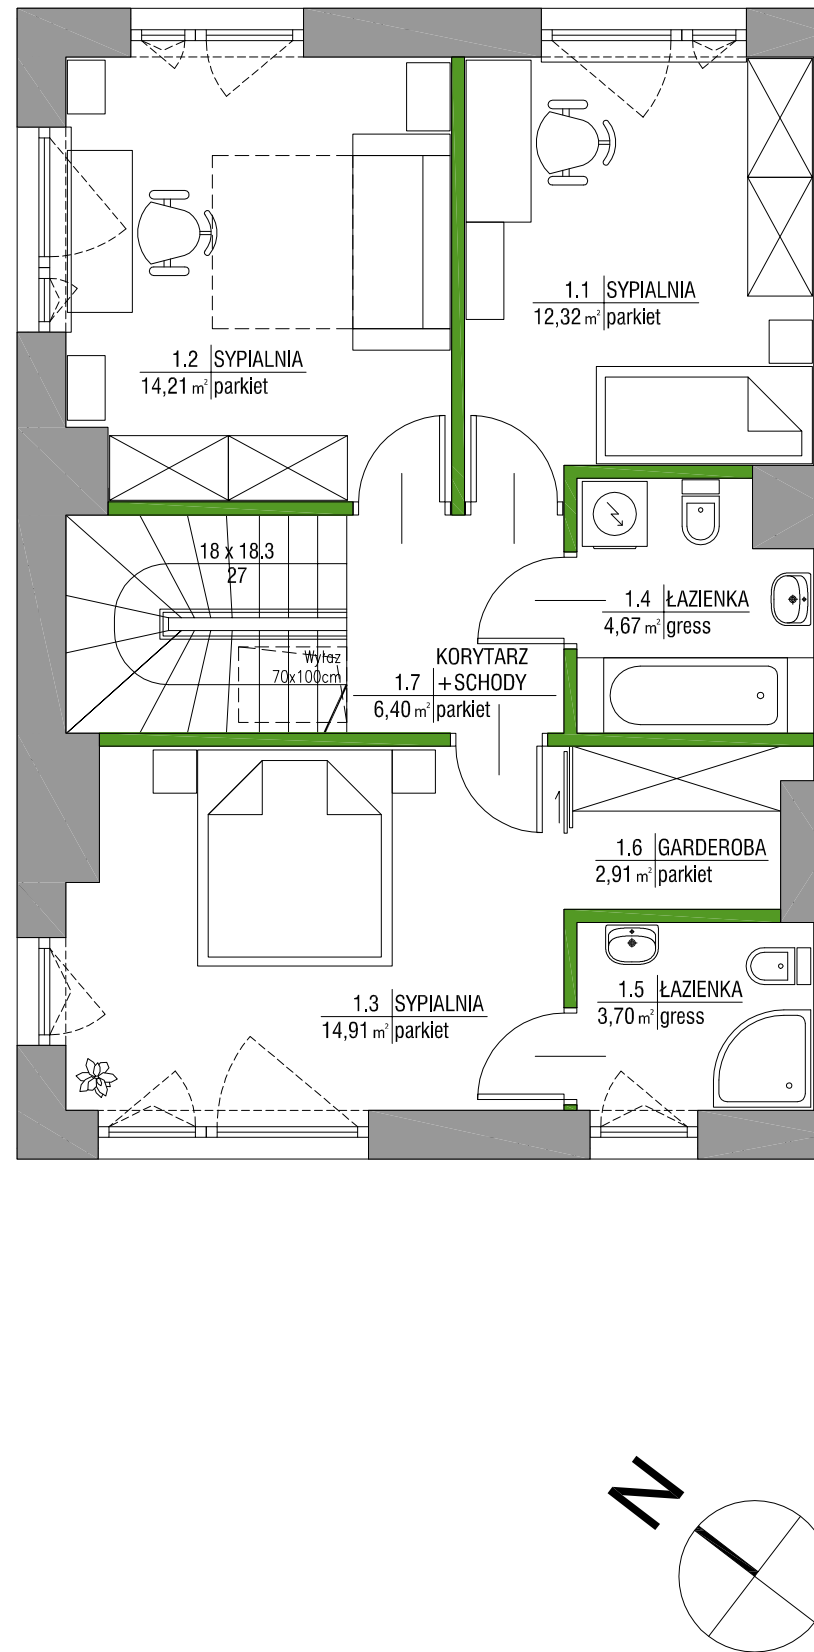 1.1 SYPIALNIA
12,32 m² parkiet
1.2 SYPIALNIA
14,21 m² parkiet
18 x 18.3
27
1.4 ŁAZIENKA
4,67 m² gress
Wyłaz
70x100cm
KORYTARZ
1.7 +SCHODY
6,40 m² parkiet
1.6 GARDEROBA
2,91 m² parkiet
1.3 SYPIALNIA
14,91 m² parkiet
1.5 ŁAZIENKA
3,70 m² gress
N